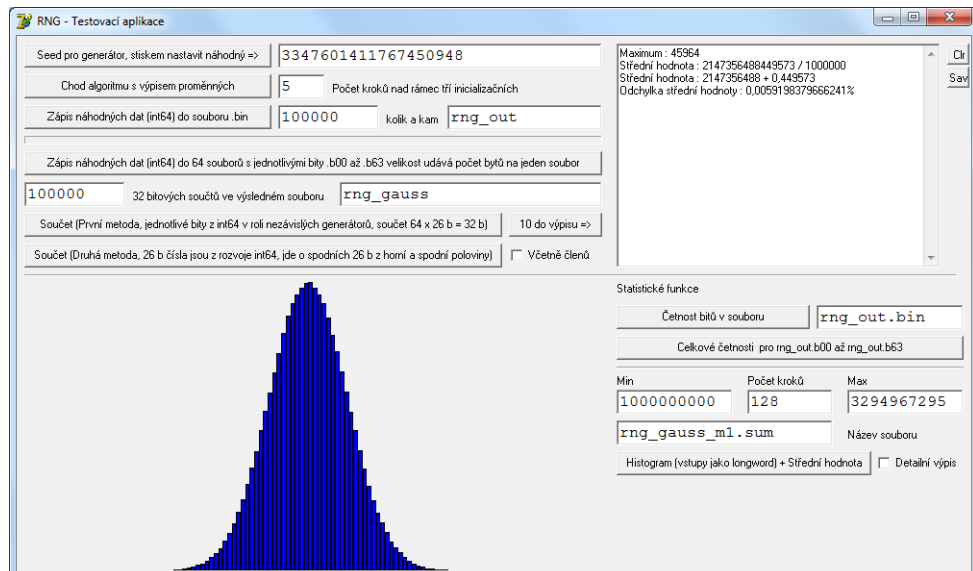 RNG - Testovací aplikace
Seed pro generátor, stiskem nastavit náhodný =>
3347601411767450948
Chod algoritmu s výpisem proměnných
5
Počet kroků nad rámec tří inicializačních
Zápis náhodných dat (int64) do souboru .bin
100000
kolik a kam
rng_out
Zápis náhodných dat (int64) do 64 souborů s jednotlivými bity .b00 až .b63 velikost udává počet bytů na jeden soubor
100000
32 bitových součtů ve výsledném souboru
rng_gauss
Součet (První metoda, jednotlivé bity z int64 v roli nezávislých generátorů, součet 64 x 26 b = 32 b)
10 do výpisu =>
Součet (Druhá metoda, 26 b čísla jsou z rozvoje int64, jde o spodních 26 b z horní a spodní poloviny)
Včetně členů
Maximum : 45964
Střední hodnota : 2147356488449573 / 1000000
Střední hodnota : 2147356488 + 0,449573
Odchylka střední hodnoty : 0,0059198379666241%
Clr
Sav
Statistické funkce
Četnost bitů v souboru
rng_out.bin
Celkové četnosti pro rng_out.b00 až rng_out.b63
Min
Počet kroků
Max
1000000000
128
3294967295
rng_gauss_m1.sum
Název souboru
Histogram (vstupy jako longword) + Střední hodnota
Detailní výpis